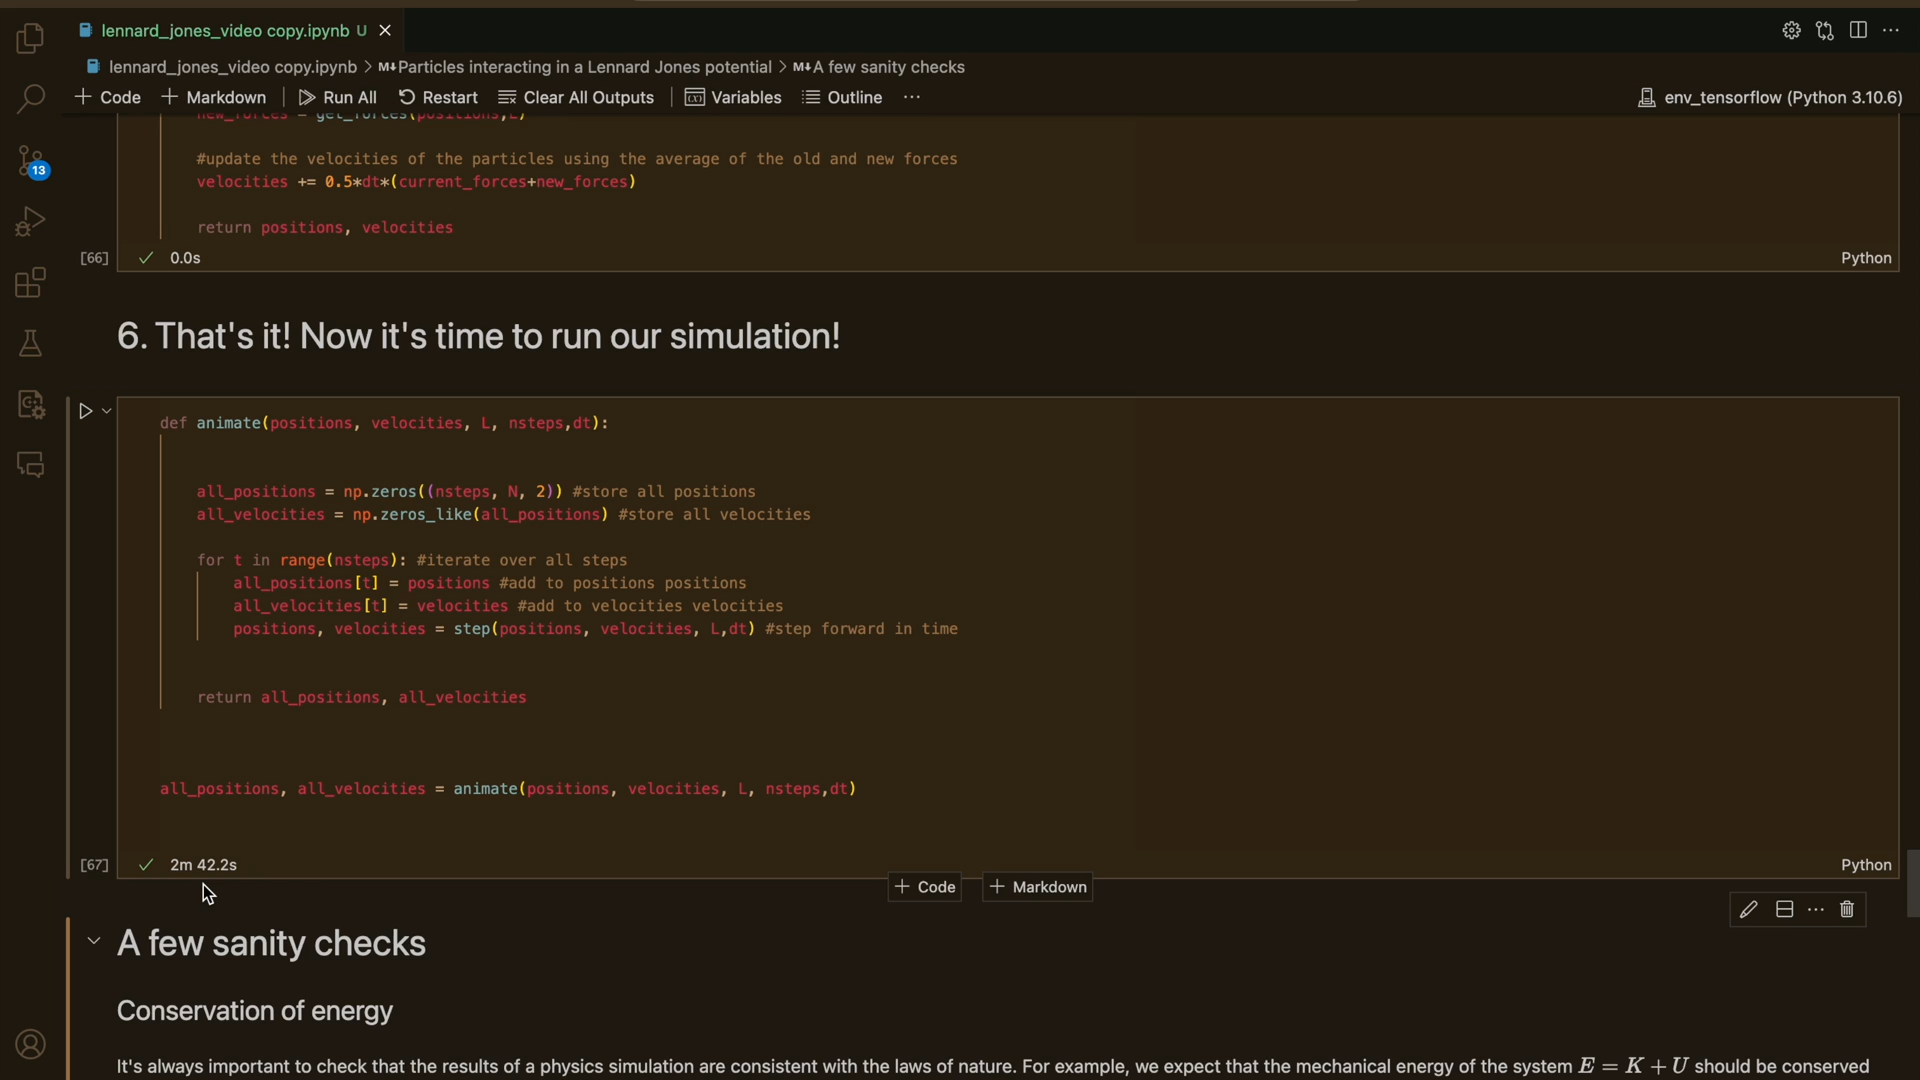 lennard_jones_video copy.ipynb U
lennard_jones_video copy.ipynb > M↓Particles interacting in a Lennard Jones potential > M↓A few sanity checks
+ Code + Markdown Run All Restart Clear All Outputs Variables Outline ...
env_tensorflow (Python 3.10.6)
new_forces = get_forces(positions,L)
13
#update the velocities of the particles using the average of the old and new forces
velocities += 0.5*dt*(current_forces+new_forces)
return positions, velocities
[66] ✓ 0.0s Python
6. That's it! Now it's time to run our simulation!
def animate(positions, velocities, L, nsteps,dt):
all_positions = np.zeros((nsteps, N, 2)) #store all positions
all_velocities = np.zeros_like(all_positions) #store all velocities
for t in range(nsteps): #iterate over all steps
all_positions[t] = positions #add to positions positions
all_velocities[t] = velocities #add to velocities velocities
positions, velocities = step(positions, velocities, L,dt) #step forward in time
return all_positions, all_velocities
all_positions, all_velocities = animate(positions, velocities, L, nsteps,dt)
[67] ✓ 2m 42.2s Python
+ Code + Markdown
A few sanity checks
Conservation of energy
It's always important to check that the results of a physics simulation are consistent with the laws of nature. For example, we expect that the mechanical energy of the system E = K + U should be conserved